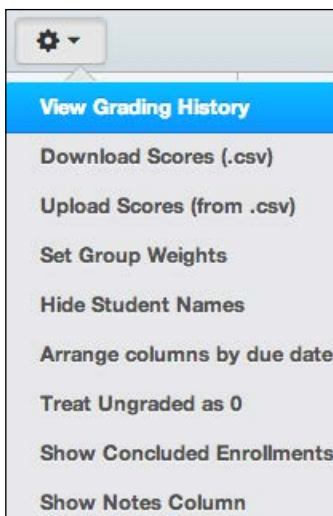 View Grading History
Download Scores (.csv)
Upload Scores (from .csv)
Set Group Weights
Hide Student Names
Arrange columns by due date
Treat Ungraded as 0
Show Concluded Enrollments
Show Notes Column